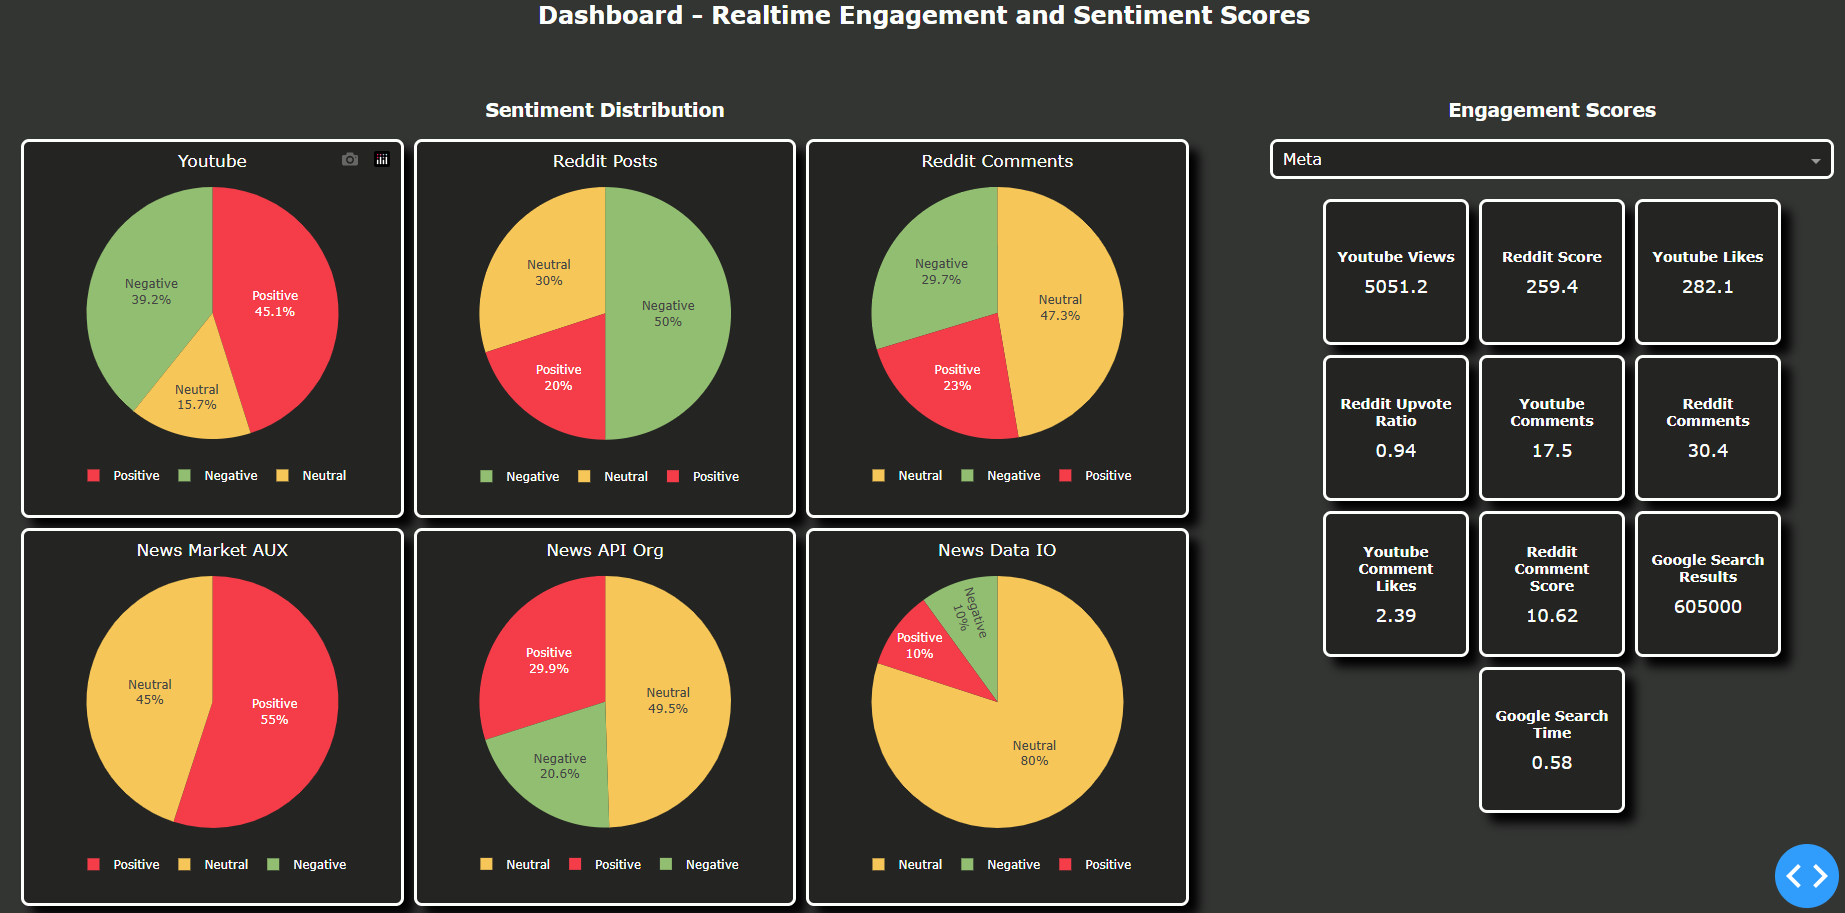 Dashboard - Realtime Engagement and Sentiment Scores
Sentiment Distribution
Youtube
Negative
39.2%
Positive
45.1%
Neutral
15.7%
Positive Negative Neutral
Reddit Posts
Neutral
30%
Negative
50%
Positive
20%
Negative Neutral Positive
Reddit Comments
Negative
29.7%
Neutral
47.3%
Positive
23%
Neutral Negative Positive
News Market AUX
Neutral
45%
Positive
55%
Positive Neutral Negative
News API Org
Positive
29.9%
Neutral
49.5%
Negative
20.6%
Neutral Positive Negative
News Data IO
Negative
10%
Positive
10%
Neutral
80%
Neutral Negative Positive
Engagement Scores
Meta
Youtube Views
5051.2
Reddit Score
259.4
Youtube Likes
282.1
Reddit Upvote
Ratio
0.94
Youtube
Comments
17.5
Reddit
Comments
30.4
Youtube
Comment
Likes
2.39
Reddit
Comment
Score
10.62
Google Search
Results
605000
Google Search
Time
0.58